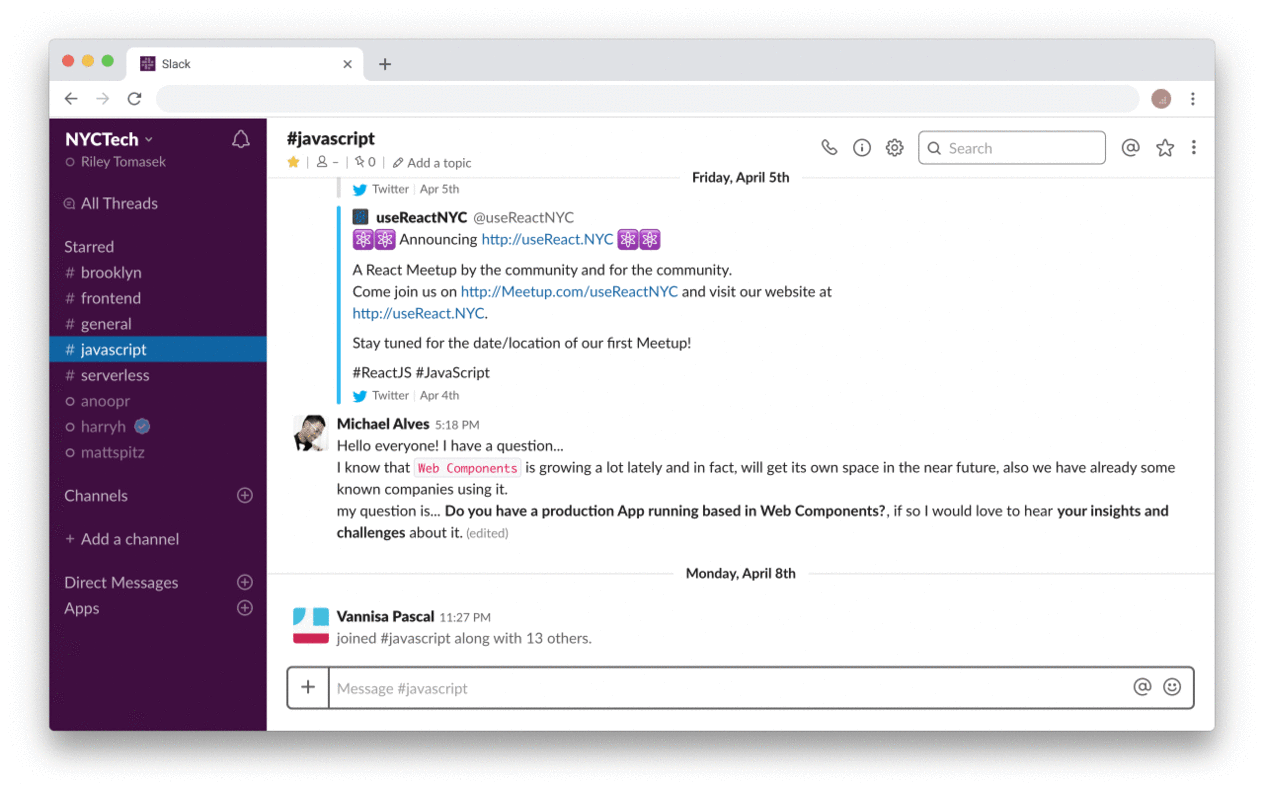 Slack
NYCTech
Riley Tomasek
All Threads
Starred
# brooklyn
# frontend
# general
# javascript
# serverless
anoopr
harryh
mattspitz
Channels
+ Add a channel
Direct Messages
Apps
#javascript
– | 0 | Add a topic
Search
Friday, April 5th
Twitter | Apr 5th
useReactNYC @useReactNYC
Announcing http://useReact.NYC
A React Meetup by the community and for the community.
Come join us on http://Meetup.com/useReactNYC and visit our website at
http://useReact.NYC.
Stay tuned for the date/location of our first Meetup!
#ReactJS #JavaScript
Twitter | Apr 4th
Michael Alves 5:18 PM
Hello everyone! I have a question...
I know that Web Components is growing a lot lately and in fact, will get its own space in the near future, also we have already some
known companies using it.
my question is... Do you have a production App running based in Web Components?, if so I would love to hear your insights and
challenges about it. (edited)
Monday, April 8th
Vannisa Pascal 11:27 PM
joined #javascript along with 13 others.
Message #javascript